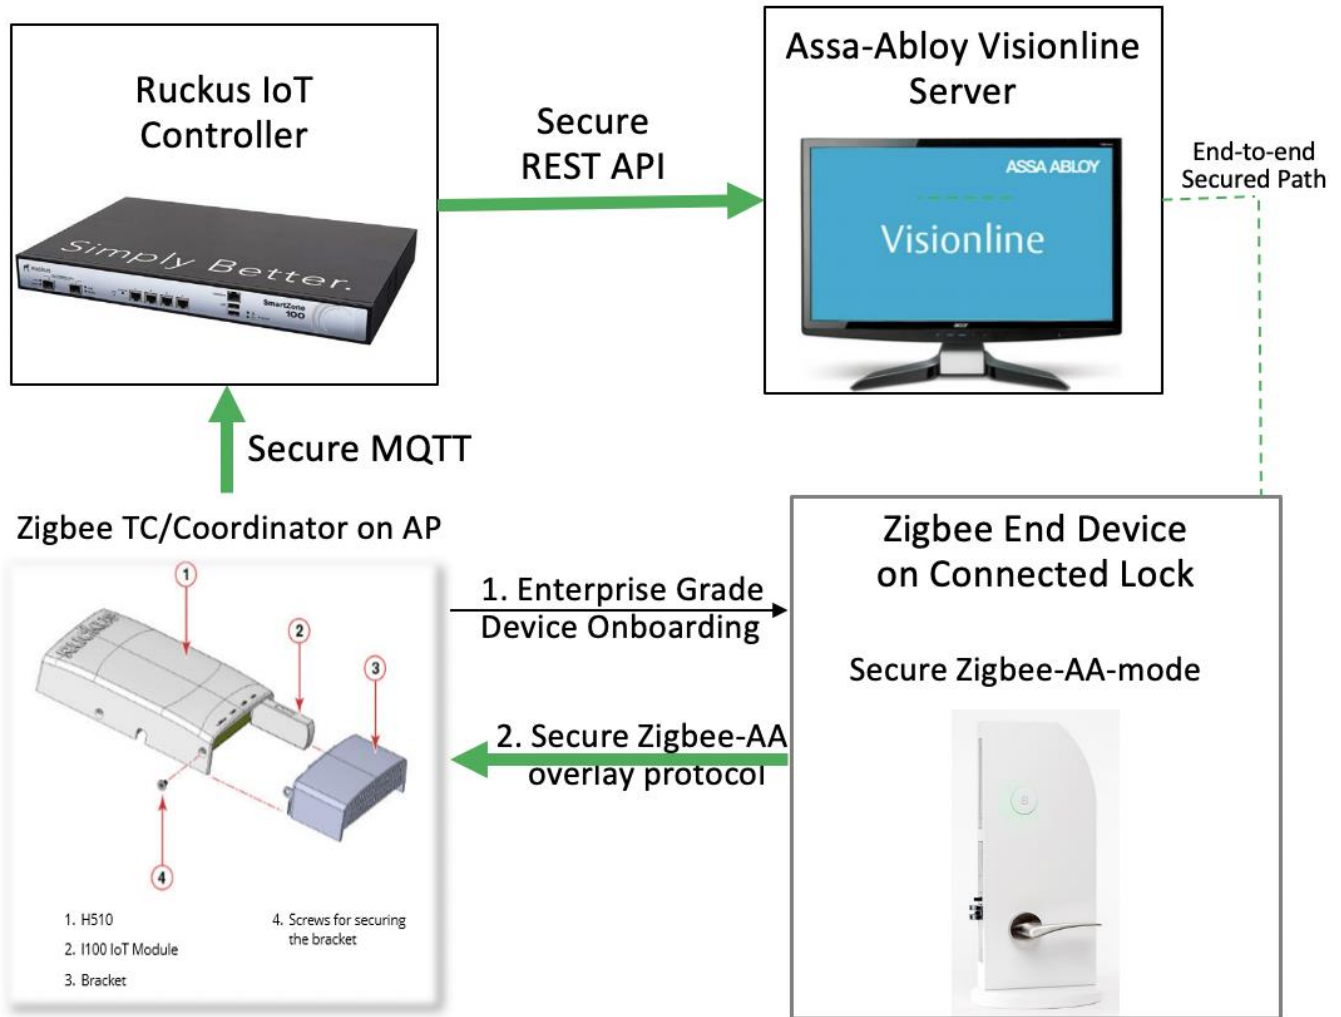 Ruckus IoT
Controller
Simply Better.
SmartZone
100
Secure
REST API
Assa-Abloy Visionline
Server
ASSA ABLOY
Visionline
acer
End-to-end
Secured Path
Secure MQTT
Zigbee TC/Coordinator on AP
1
2
3
4
RUCKUS
1. H510
2. I100 IoT Module
3. Bracket
4. Screws for securing
the bracket
1. Enterprise Grade
Device Onboarding
2. Secure Zigbee-AA
overlay protocol
Zigbee End Device
on Connected Lock
Secure Zigbee-AA-mode